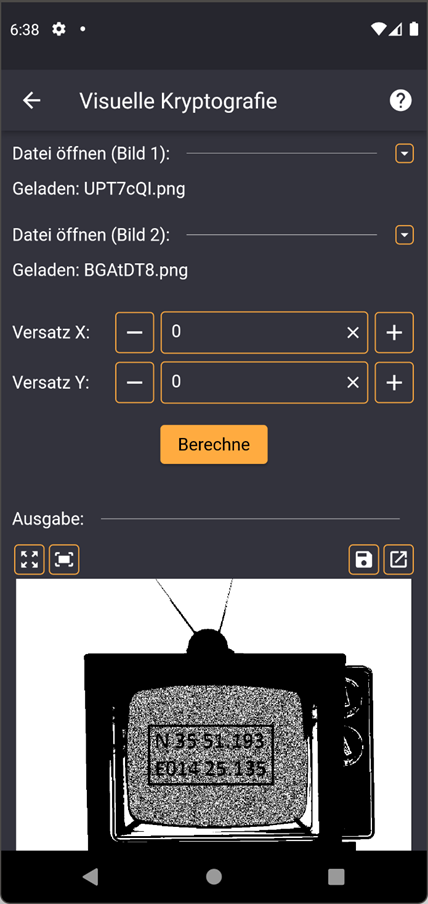 6:38
Visuelle Kryptografie
Datei öffnen (Bild 1):
Geladen: UPT7cQI.png
Datei öffnen (Bild 2):
Geladen: BGAtDT8.png
Versatz X: 0
Versatz Y: 0
Berechne
Ausgabe:
N 35 51.193
E014 25.135